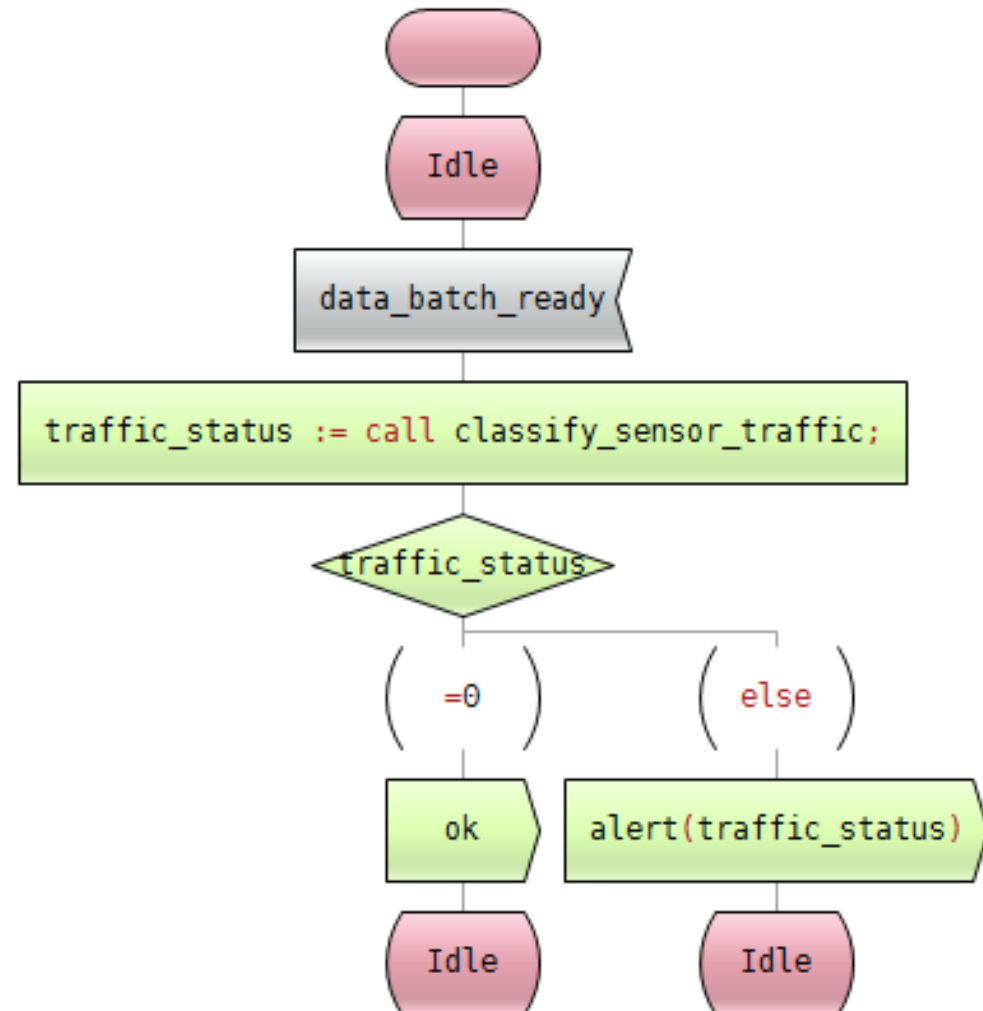 Idle
data_batch_ready
traffic_status := call classify_sensor_traffic;
traffic_status
=0
else
ok
alert(traffic_status)
Idle
Idle